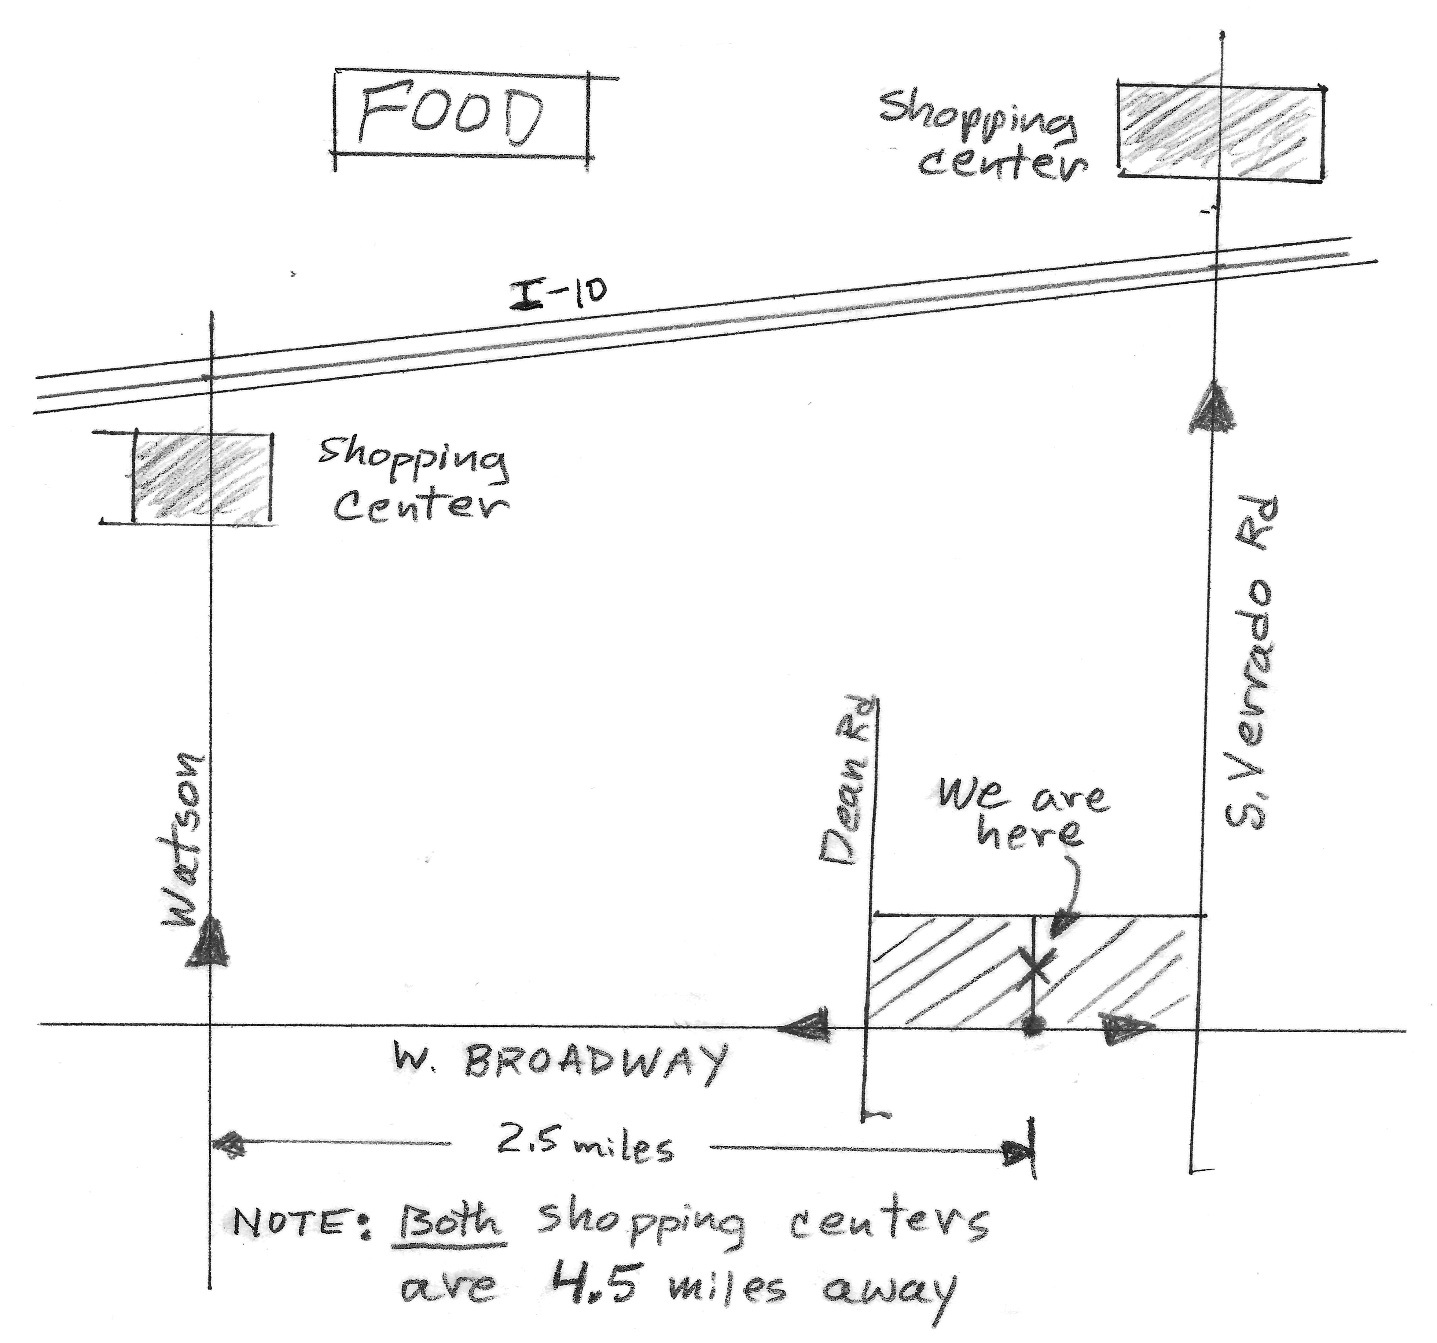 FOOD
Shopping
center
I-10
Shopping
center
S. Verrado Rd
Dean Rd
We are
here
Watson
W. BROADWAY
2.5 miles
NOTE: Both shopping centers
are 4.5 miles away